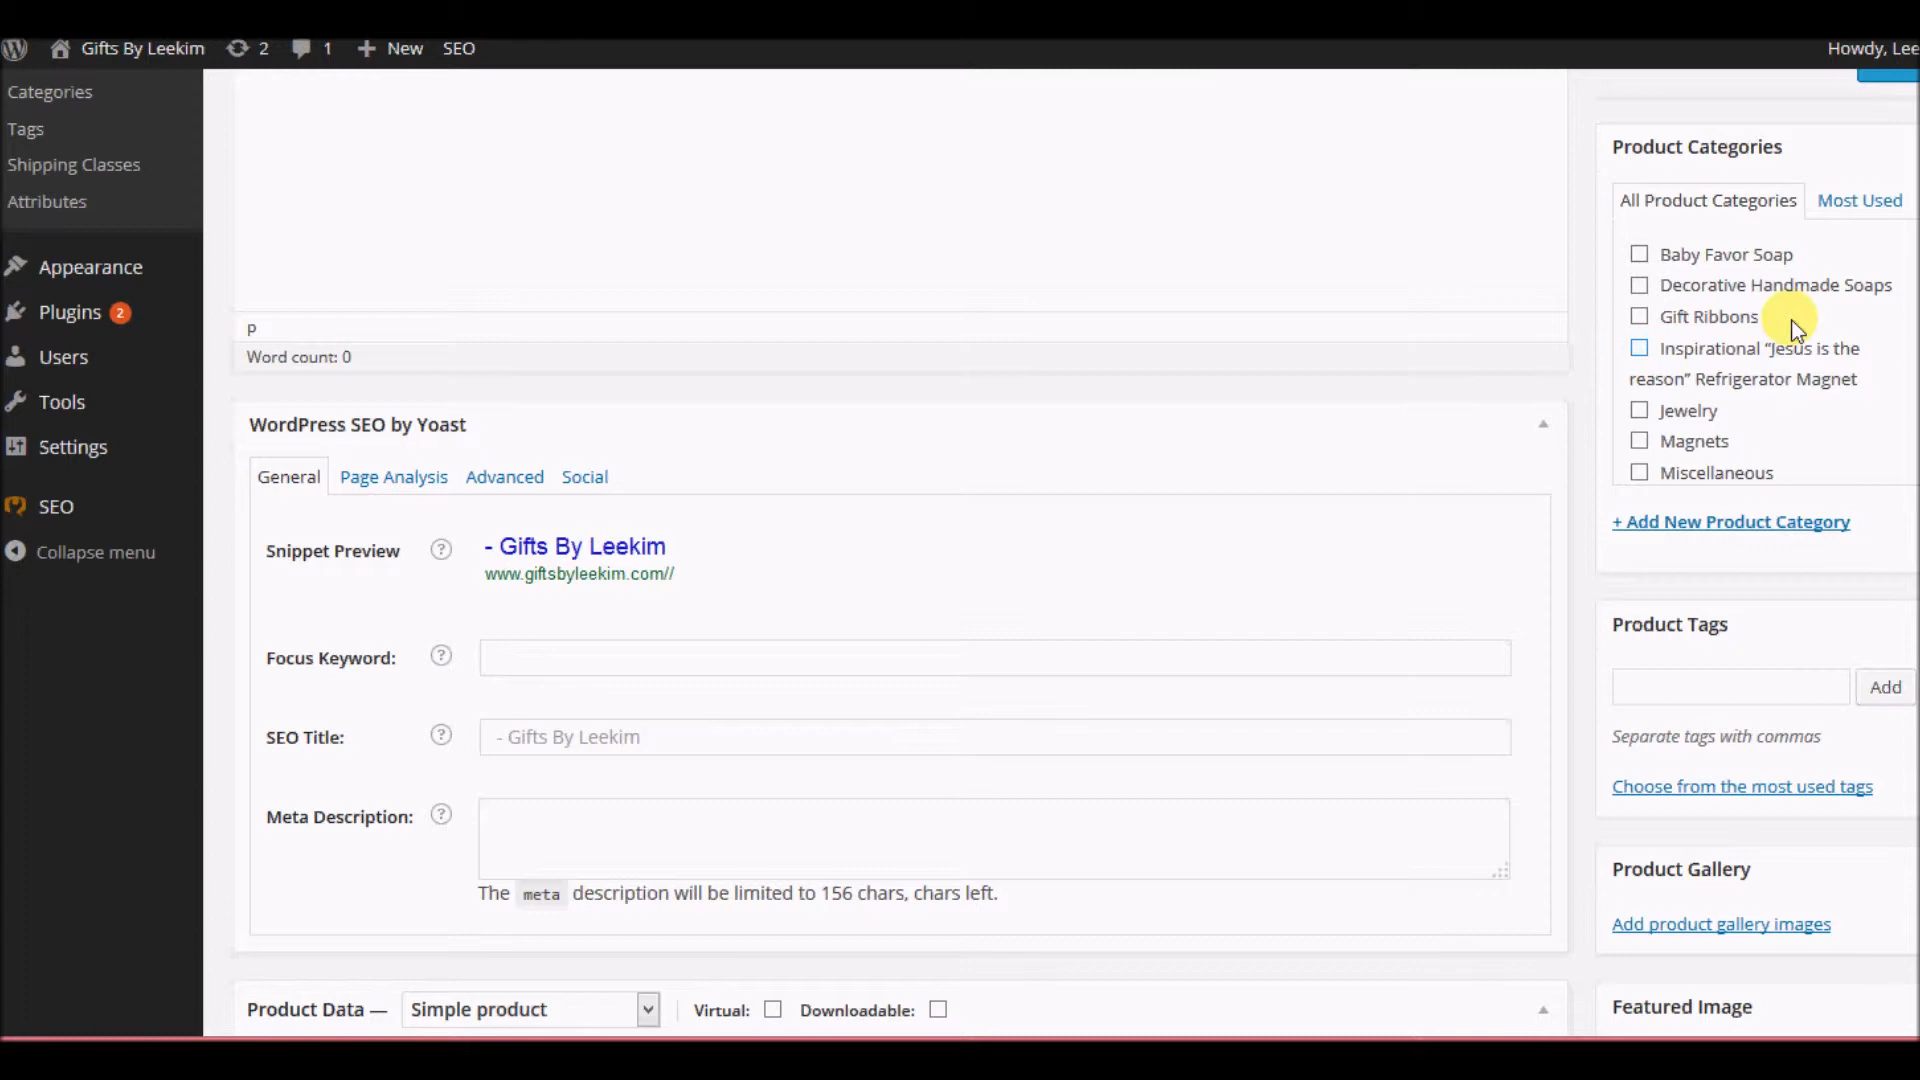 Gifts By Leekim 2 1 New SEO Howdy, Lee
Categories
Tags
Shipping Classes
Attributes
Appearance
Plugins 2
Users
Tools
Settings
SEO
Collapse menu
p
Word count: 0
WordPress SEO by Yoast
General Page Analysis Advanced Social
Snippet Preview ? - Gifts By Leekim
www.giftsbyleekim.com//
Focus Keyword: ?
SEO Title: ? - Gifts By Leekim
Meta Description: ?
The meta description will be limited to 156 chars, chars left.
Product Data — Simple product Virtual: Downloadable:
Product Categories
All Product Categories Most Used
Baby Favor Soap
Decorative Handmade Soaps
Gift Ribbons
Inspirational “Jesus is the
reason” Refrigerator Magnet
Jewelry
Magnets
Miscellaneous
+ Add New Product Category
Product Tags
Add
Separate tags with commas
Choose from the most used tags
Product Gallery
Add product gallery images
Featured Image